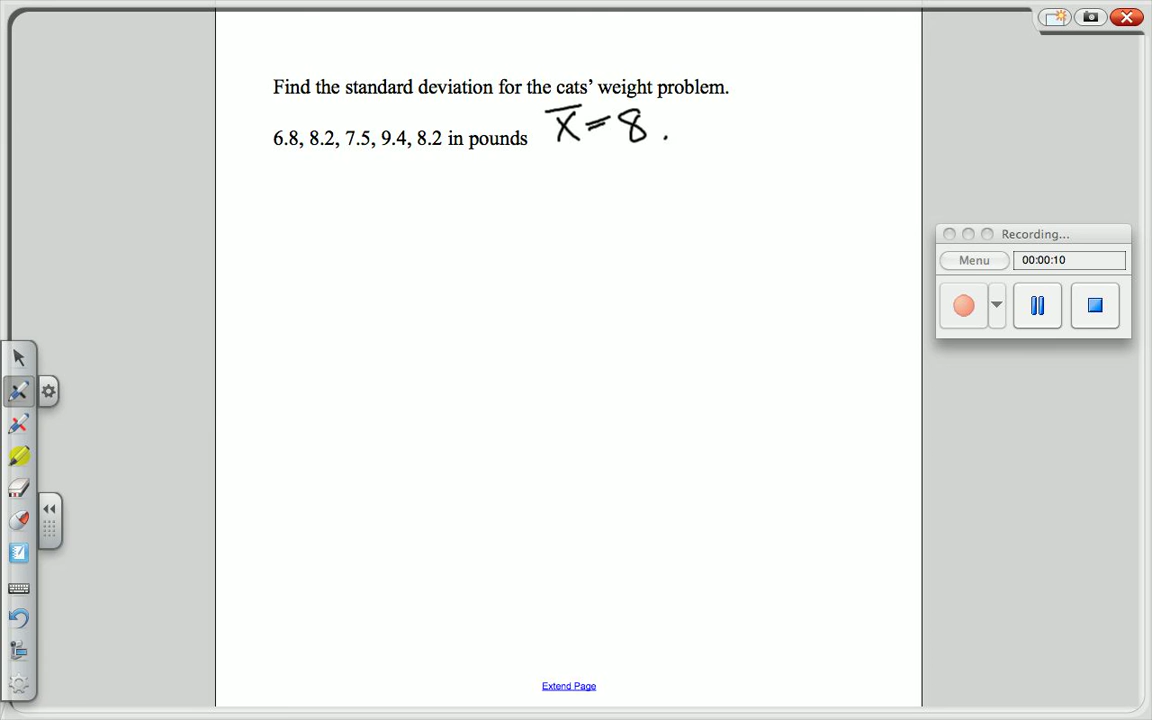 Find the standard deviation for the cats’ weight problem.
6.8, 8.2, 7.5, 9.4, 8.2 in pounds x̅ = 8 .
Recording...
Menu 00:00:10
Extend Page